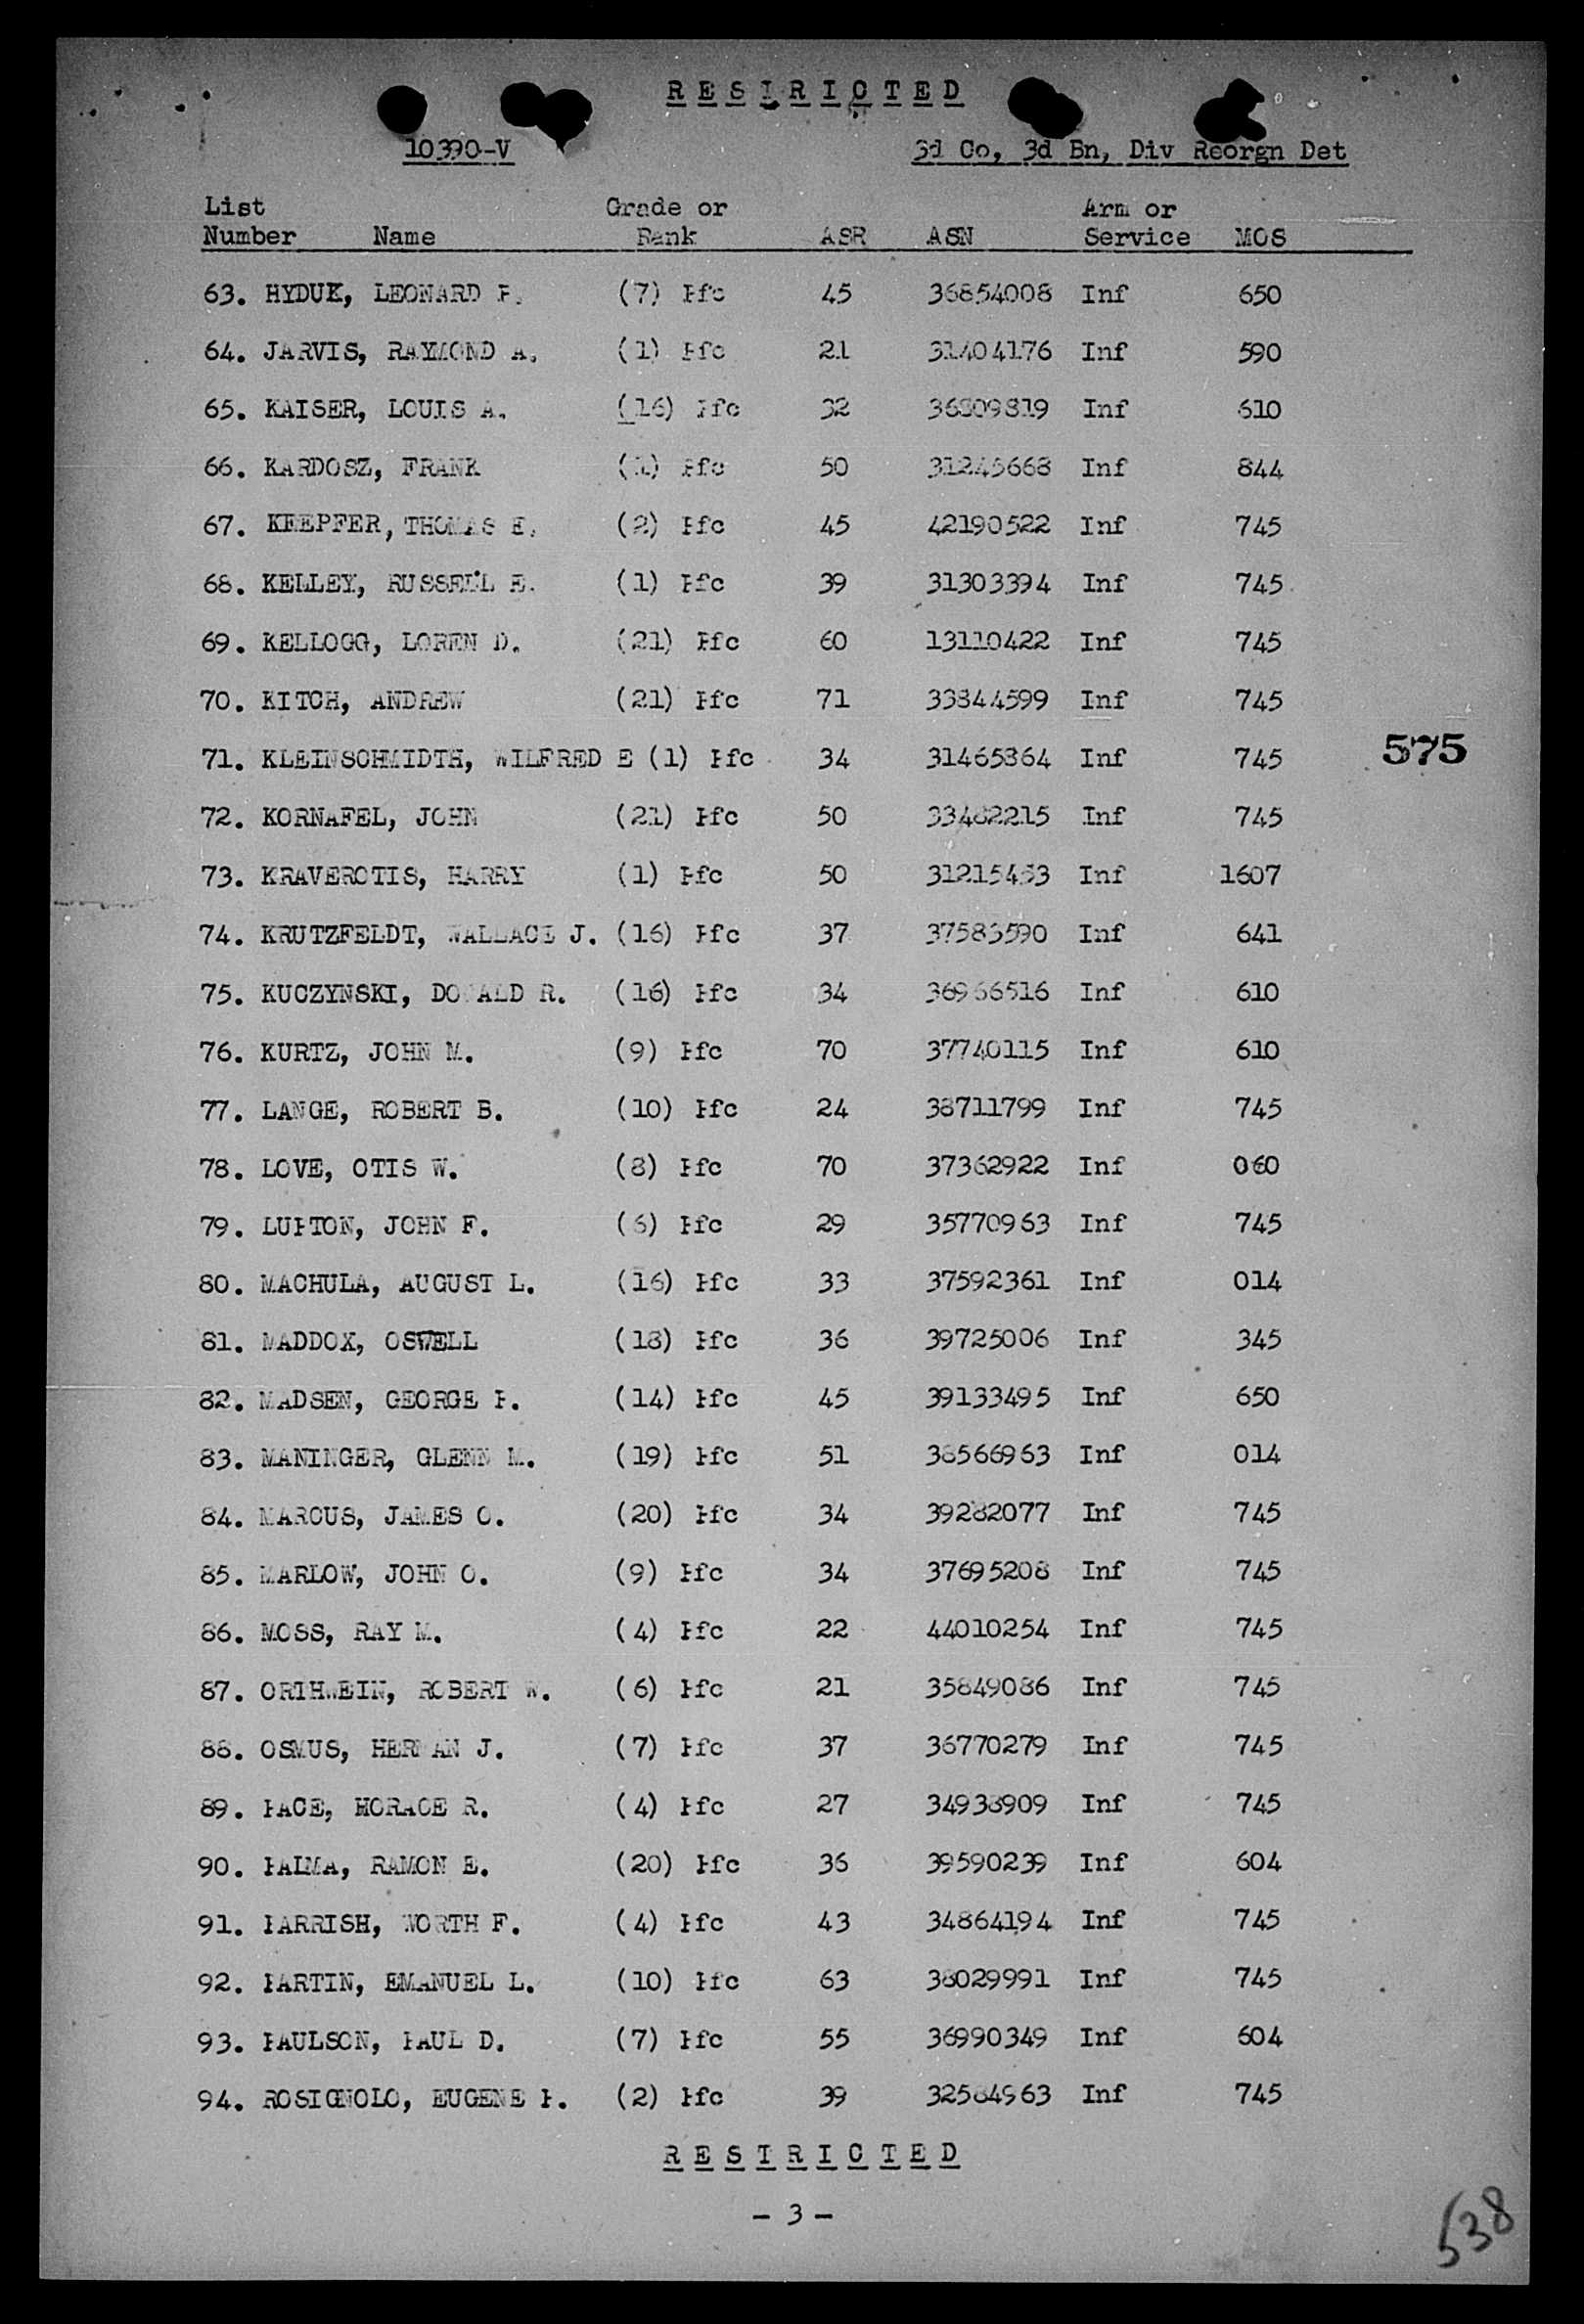 RESTRICTED
10390-V 3d Co, 3d Bn, Div Reorgn Det
List Grade or Arm or
Number Name Rank ASR ASN Service MOS
63. HYDUK, LEONARD P. (7) Pfc 45 36854008 Inf 650
64. JARVIS, RAYMOND A. (1) Pfc 21 31404176 Inf 590
65. KAISER, LOUIS A. (16) Pfc 32 36809819 Inf 610
66. KARDOSZ, FRANK (1) Pfc 50 31245668 Inf 844
67. KEEPFER, THOMAS E. (2) Pfc 45 42190522 Inf 745
68. KELLEY, RUSSELL E. (1) Pfc 39 31303394 Inf 745
69. KELLOGG, LOREN D. (21) Pfc 60 13110422 Inf 745
70. KITCH, ANDREW (21) Pfc 71 33844599 Inf 745
71. KLEINSCHMIDTH, WILFRED E (1) Pfc 34 31465864 Inf 745 575
72. KORNAFEL, JOHN (21) Pfc 50 33482215 Inf 745
73. KRAVEROTIS, HARRY (1) Pfc 50 31215453 Inf 1607
74. KRUTZFELDT, WALLACE J. (16) Pfc 37 37583590 Inf 641
75. KUCZYNSKI, DONALD R. (16) Pfc 34 36966516 Inf 610
76. KURTZ, JOHN M. (9) Pfc 70 37740115 Inf 610
77. LANGE, ROBERT B. (10) Pfc 24 38711799 Inf 745
78. LOVE, OTIS W. (8) Pfc 70 37362922 Inf 060
79. LUPTON, JOHN F. (6) Pfc 29 35770963 Inf 745
80. MACHULA, AUGUST L. (16) Pfc 33 37592361 Inf 014
81. MADDOX, OSWELL (18) Pfc 36 39725006 Inf 345
82. MADSEN, GEORGE P. (14) Pfc 45 39133495 Inf 650
83. MANINGER, GLENN M. (19) Pfc 51 38566963 Inf 014
84. MARCUS, JAMES C. (20) Pfc 34 39282077 Inf 745
85. MARLOW, JOHN O. (9) Pfc 34 37695208 Inf 745
86. MOSS, RAY M. (4) Pfc 22 44010254 Inf 745
87. ORTHWEIN, ROBERT W. (6) Pfc 21 35849086 Inf 745
88. OSMUS, HERMAN J. (7) Pfc 37 36770279 Inf 745
89. PACE, HORACE R. (4) Pfc 27 34938909 Inf 745
90. PALMA, RAMON E. (20) Pfc 36 39590239 Inf 604
91. PARRISH, WORTH F. (4) Pfc 43 34864194 Inf 745
92. PARTIN, EMANUEL L. (10) Pfc 63 38029991 Inf 745
93. PAULSON, PAUL D. (7) Pfc 55 36990349 Inf 604
94. ROSIGNOLO, EUGENE P. (2) Pfc 39 32584963 Inf 745
RESTRICTED
- 3 -
538